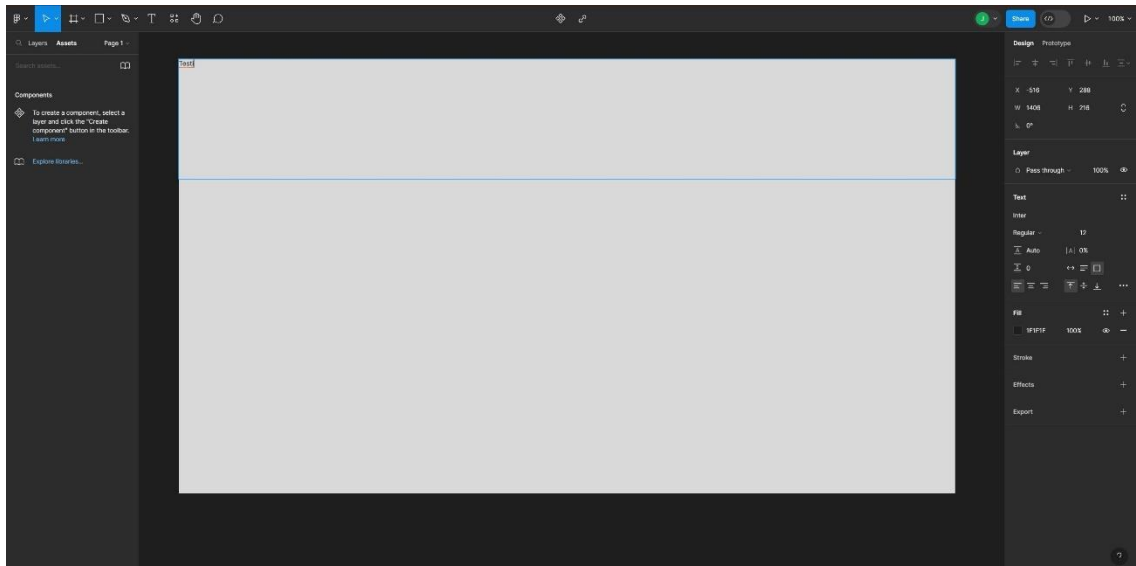 J Share 100%
Layers Assets Page 1
Search assets...
Components
To create a component, select a
layer and click the "Create
component" button in the toolbar.
Learn more
Explore libraries...
Testi
Design Prototype
X -516 Y 288
W 1408 H 216
0°
Layer
Pass through 100%
Text
Inter
Regular 12
Auto |A| 0%
0
Fill
1F1F1F 100%
Stroke
Effects
Export
?